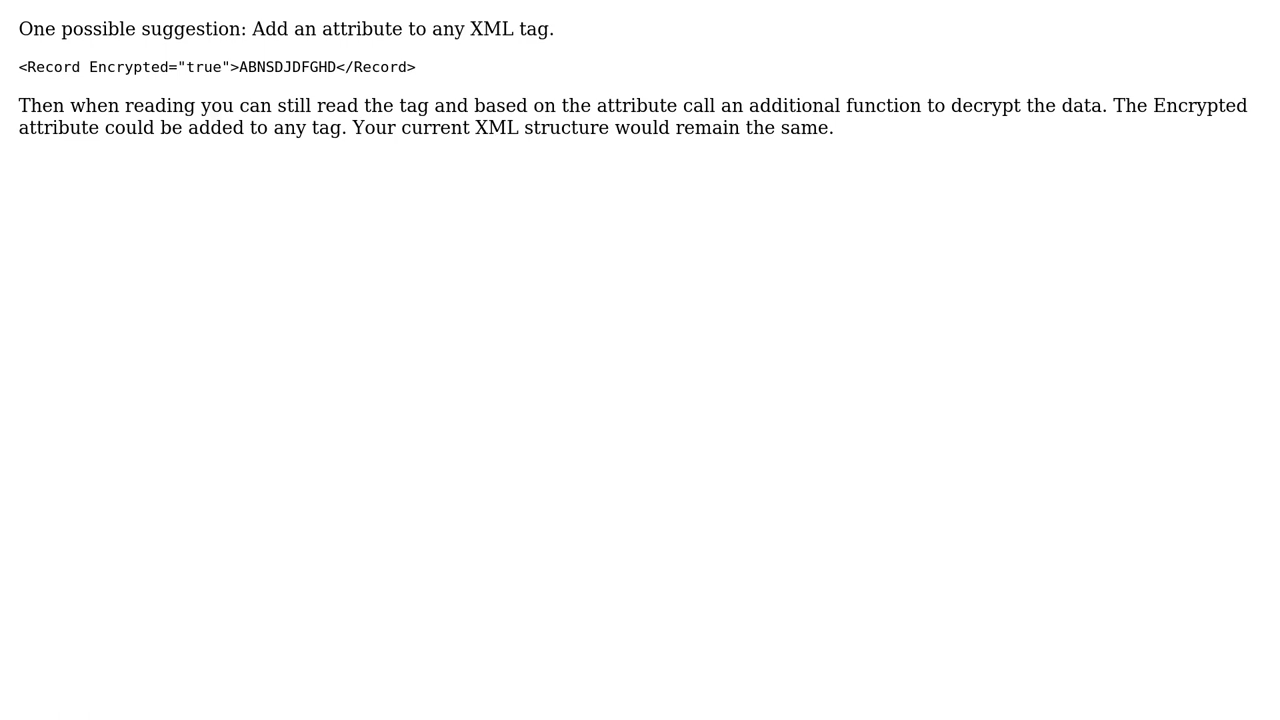 One possible suggestion: Add an attribute to any XML tag.
<Record Encrypted="true">ABNSDJDFGHD</Record>
Then when reading you can still read the tag and based on the attribute call an additional function to decrypt the data. The Encrypted
attribute could be added to any tag. Your current XML structure would remain the same.